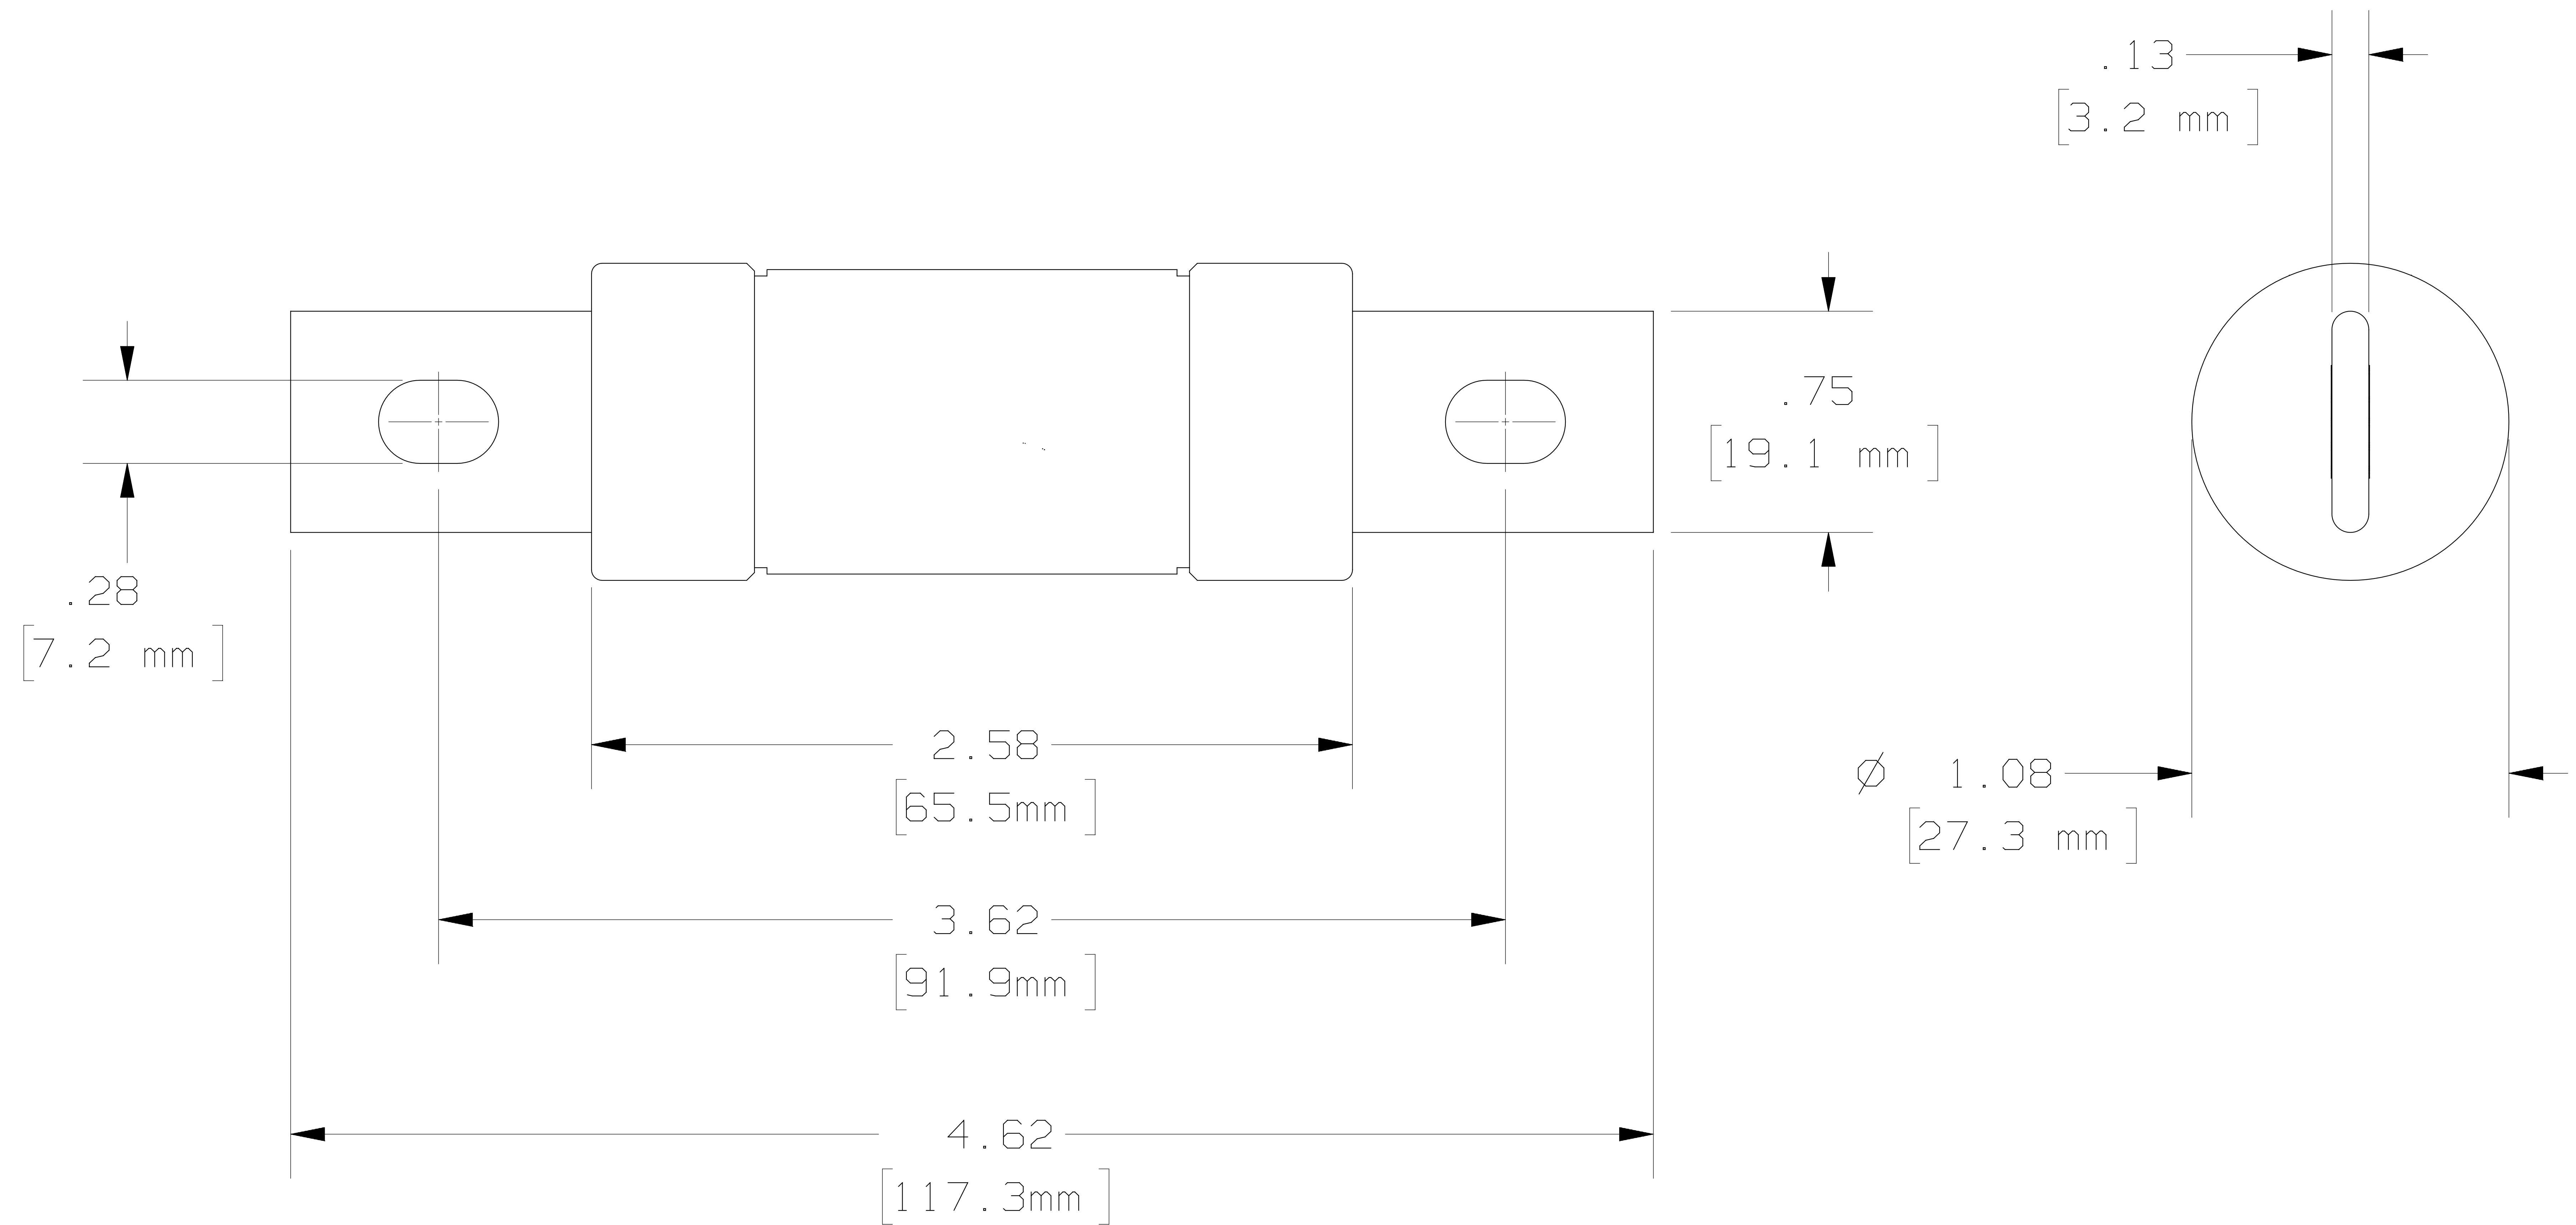 .13
[3.2 mm]
.75
[19.1 mm]
.28
[7.2 mm]
2.58
[65.5mm]
Ø 1.08
[27.3 mm]
3.62
[91.9mm]
4.62
[117.3mm]